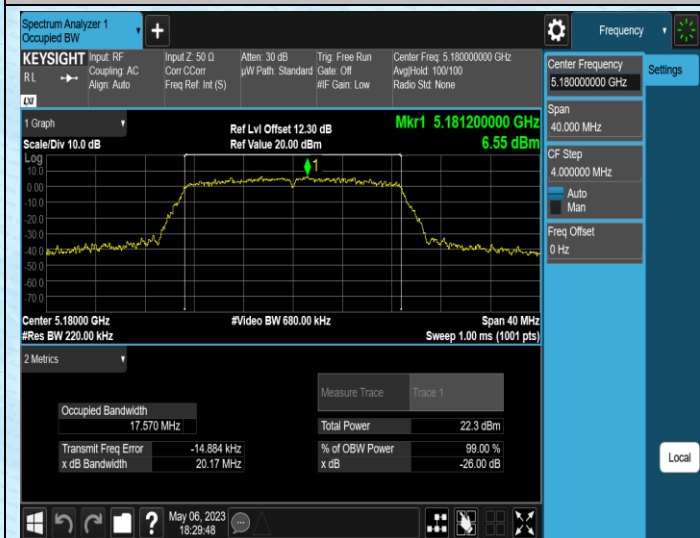 Spectrum Analyzer 1
Occupied BW
Frequency
KEYSIGHT
R L
LXI
Input: RF
Coupling: AC
Align: Auto
Input Z: 50 Ω
Corr CCorr
Freq Ref: Int (S)
Atten: 30 dB
µW Path: Standard
Trig: Free Run
Gate: Off
#IF Gain: Low
Center Freq: 5.180000000 GHz
Avg|Hold: 100/100
Radio Std: None
Center Frequency
5.180000000 GHz
Settings
Span
40.000 MHz
CF Step
4.000000 MHz
Auto
Man
Freq Offset
0 Hz
Local
1 Graph
Scale/Div 10.0 dB
Ref Lvl Offset 12.30 dB
Ref Value 20.00 dBm
Mkr1 5.181200000 GHz
6.55 dBm
Log
10.0
0.00
-10.0
-20.0
-30.0
-40.0
-50.0
-60.0
-70.0
1
Center 5.18000 GHz
#Res BW 220.00 kHz
#Video BW 680.00 kHz
Span 40 MHz
Sweep 1.00 ms (1001 pts)
2 Metrics
Measure Trace Trace 1
Occupied Bandwidth
17.570 MHz
Total Power 22.3 dBm
Transmit Freq Error -14.884 kHz
% of OBW Power 99.00 %
x dB Bandwidth 20.17 MHz
x dB -26.00 dB
May 06, 2023
18:29:48